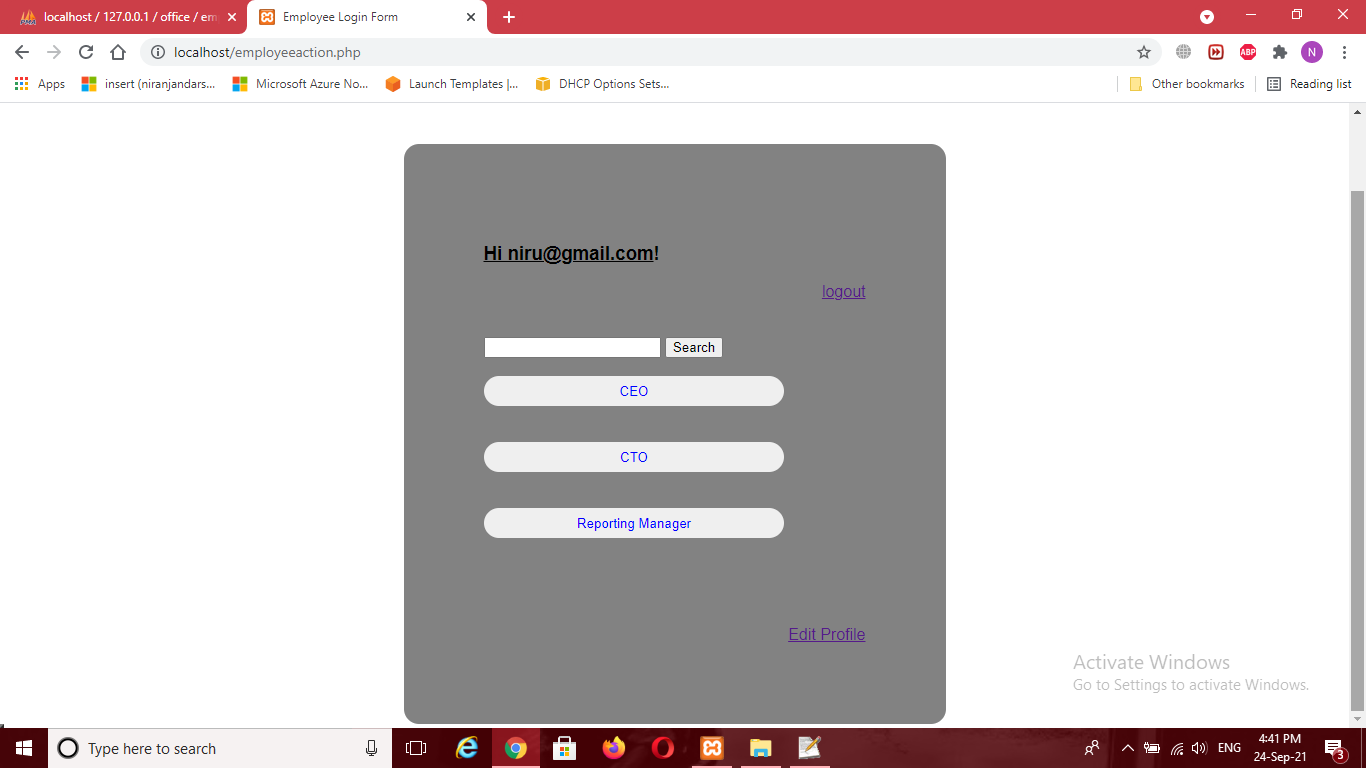 localhost / 127.0.0.1 / office / em
Employee Login Form
localhost/employeeaction.php
Apps
insert (niranjandars...
Microsoft Azure No...
Launch Templates |...
DHCP Options Sets...
Other bookmarks
Reading list
ABP
N
Hi niru@gmail.com!
logout
Search
CEO
CTO
Reporting Manager
Edit Profile
Activate Windows
Go to Settings to activate Windows.
Type here to search
ENG
4:41 PM
24-Sep-21
3